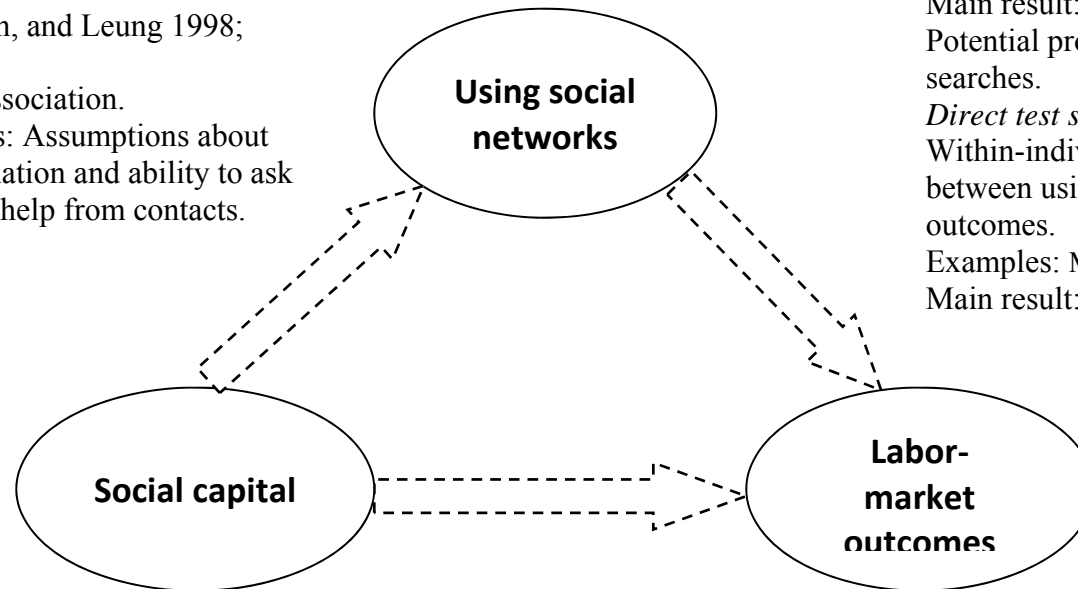 n, and Leung 1998;
ssociation.
s: Assumptions about
nation and ability to ask
help from contacts.
Using social
networks
Main result:
Potential pro
searches.
Direct test s
Within-indiv
between usi
outcomes.
Examples: M
Main result:
Social capital
Labor-
market
outcomes